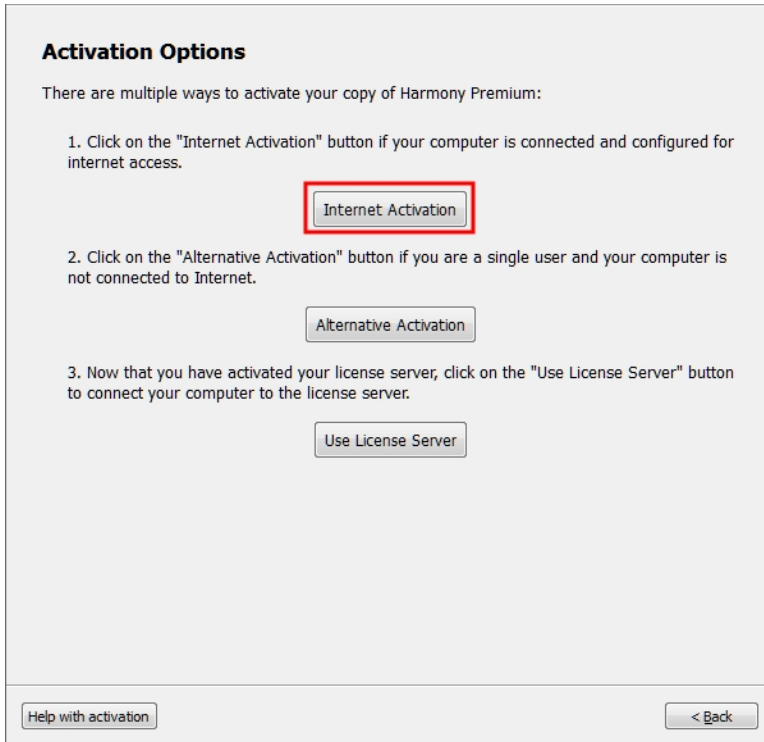 Activation Options
There are multiple ways to activate your copy of Harmony Premium:
1. Click on the "Internet Activation" button if your computer is connected and configured for
internet access.
Internet Activation
2. Click on the "Alternative Activation" button if you are a single user and your computer is
not connected to Internet.
Alternative Activation
3. Now that you have activated your license server, click on the "Use License Server" button
to connect your computer to the license server.
Use License Server
Help with activation
< Back